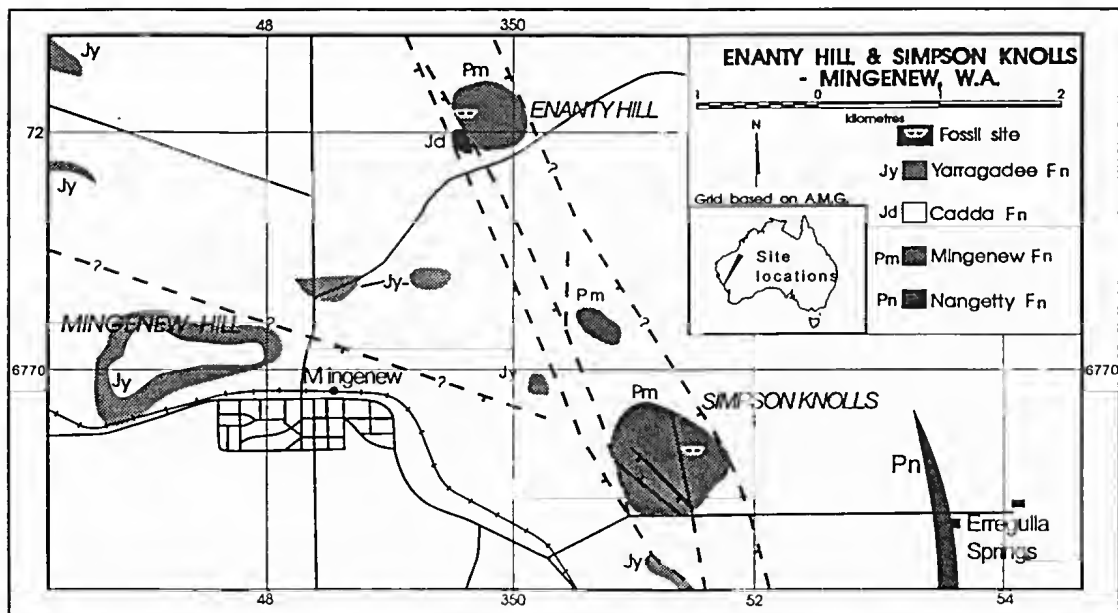 48
350
Jy
Pm
ENANTY HILL & SIMPSON KNOLLS
- MINGENEW, W.A.
1 0 1 2
kilometres
N
Fossil site
Jy Yarragadee Fn
Grid based on A.M.G.
Jd Cadda Fn
Site
locations
Pm Mingenew Fn
Pn Nangetty Fn
ENANTY HILL
72
Jd
Jy
?
?
Jy-
Pm
?
?
MINGENEW-HILL
?
6770
6770
Jy
Mingenew
?
Jy
Pm
SIMPSON KNOLLS
Pn
Erregulla
Springs
Jy
48
350
52
54